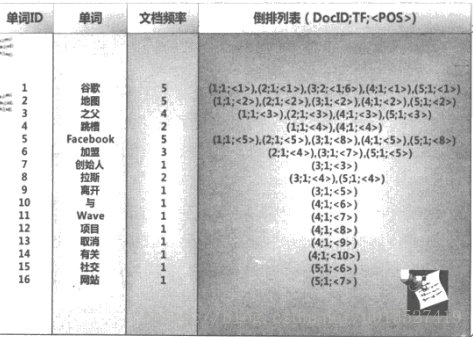 单词ID 单词 文档频率 倒排列表（DocID;TF;<POS>）
1 谷歌 5 (1;1;<1>),(2;1;<1>),(3;2;<1;6>),(4;1;<1>),(5;1;<1>)
2 地图 5 (1;1;<2>),(2;1;<2>),(3;1;<2>),(4;1;<2>),(5;1;<2>)
3 之父 4 (1;1;<3>),(2;1;<3>),(4;1;<3>),(5;1;<3>)
4 跳槽 2 (1;1;<4>),(4;1;<4>)
5 Facebook 5 (1;1;<5>),(2;1;<5>),(3;1;<8>),(4;1;<5>),(5;1;<8>)
6 加盟 3 (2;1;<4>),(3;1;<7>),(5;1;<5>)
7 创始人 1 (3;1;<3>)
8 拉斯 2 (3;1;<4>),(5;1;<4>)
9 离开 1 (3;1;<5>)
10 与 1 (4;1;<6>)
11 Wave 1 (4;1;<7>)
12 项目 1 (4;1;<8>)
13 取消 1 (4;1;<9>)
14 有关 1 (4;1;<10>)
15 社交 1 (5;1;<6>)
16 网站 1 (5;1;<7>)